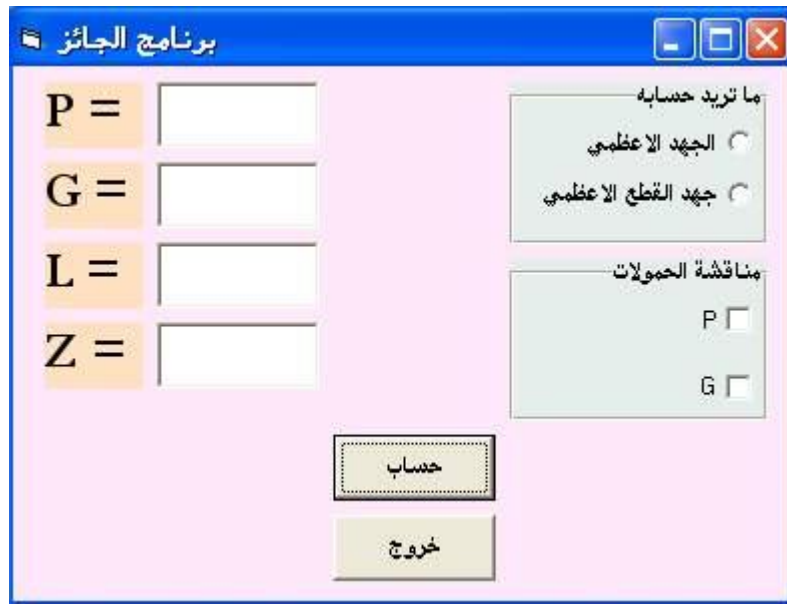 برنامج الجائز
P =
G =
L =
Z =
ما تريد حسابه
الجهد الاعظمي
جهد القطع الاعظمي
مناقشة الحمولات
P
G
حساب
خروج